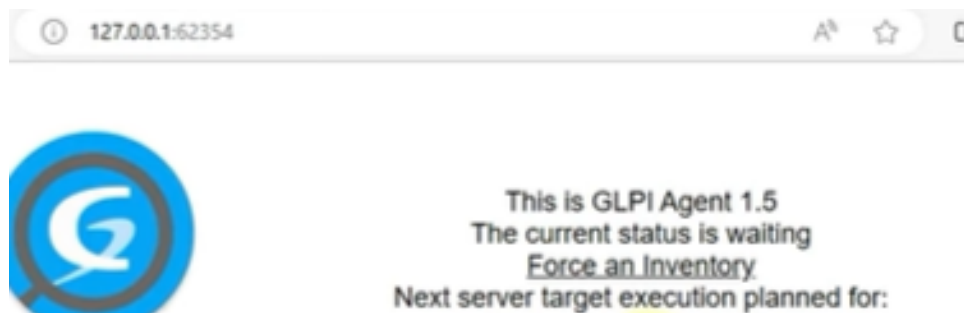 127.0.0.1:62354
This is GLPI Agent 1.5
The current status is waiting
Force an Inventory
Next server target execution planned for: